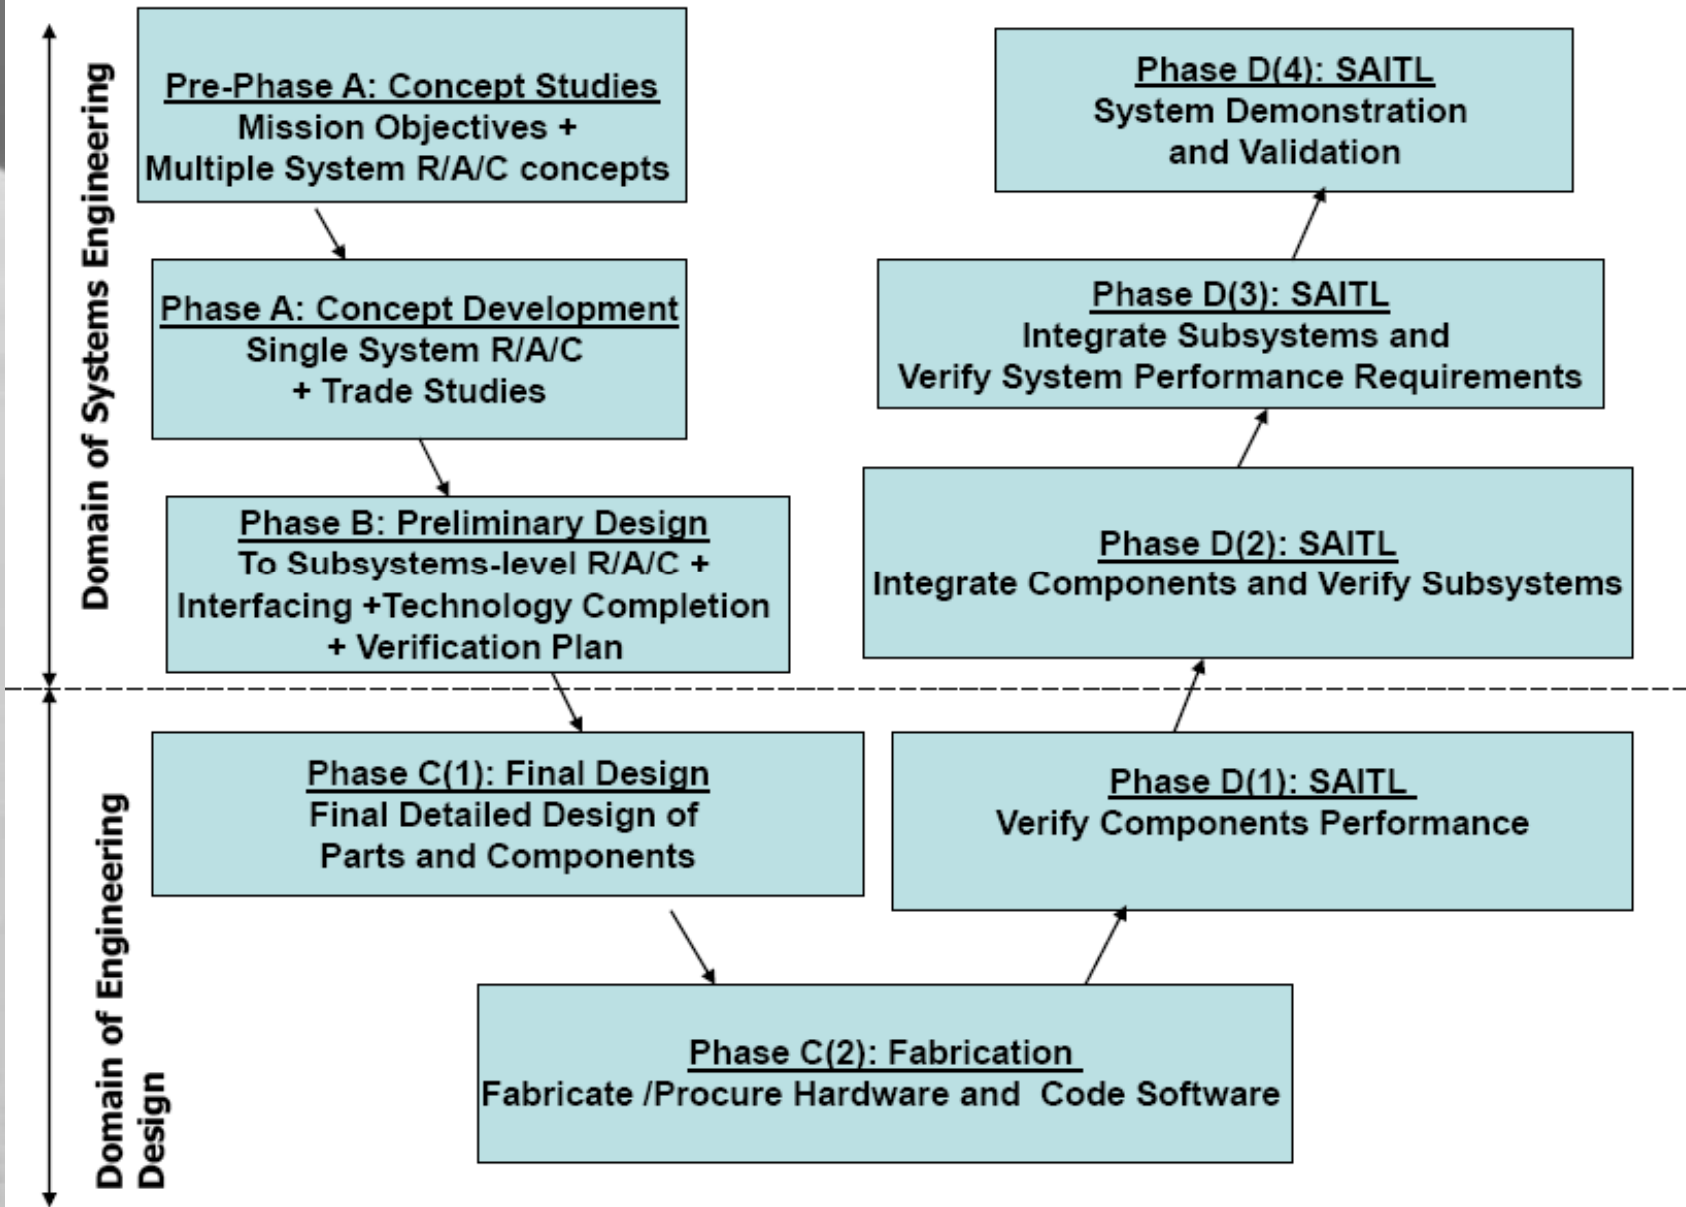 Domain of Systems Engineering
Pre-Phase A: Concept Studies
Mission Objectives +
Multiple System R/A/C concepts
Phase A: Concept Development
Single System R/A/C
+ Trade Studies
Phase B: Preliminary Design
To Subsystems-level R/A/C +
Interfacing +Technology Completion
+ Verification Plan
Domain of Engineering
Design
Phase C(1): Final Design
Final Detailed Design of
Parts and Components
Phase C(2): Fabrication
Fabricate /Procure Hardware and Code Software
Phase D(1): SAITL
Verify Components Performance
Phase D(2): SAITL
Integrate Components and Verify Subsystems
Phase D(3): SAITL
Integrate Subsystems and
Verify System Performance Requirements
Phase D(4): SAITL
System Demonstration
and Validation